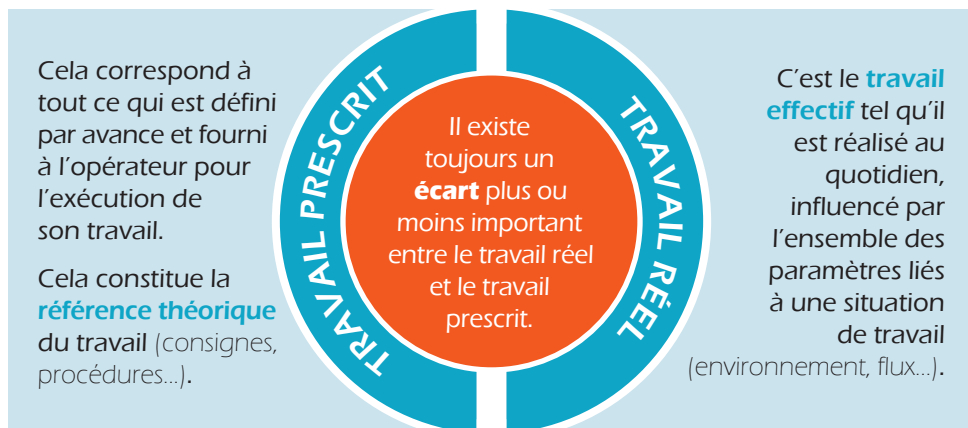 Cela correspond à
tout ce qui est défini
par avance et fourni
à l'opérateur pour
l'exécution de
son travail.
Cela constitue la
référence théorique
du travail (consignes,
procédures...).
TRAVAIL PRESCRIT
Il existe
toujours un
écart plus ou
moins important
entre le travail réel
et le travail
prescrit.
TRAVAIL RÉEL
C'est le travail
effectif tel qu'il
est réalisé au
quotidien,
influencé par
l'ensemble des
paramètres liés
à une situation
de travail
(environnement, flux...).